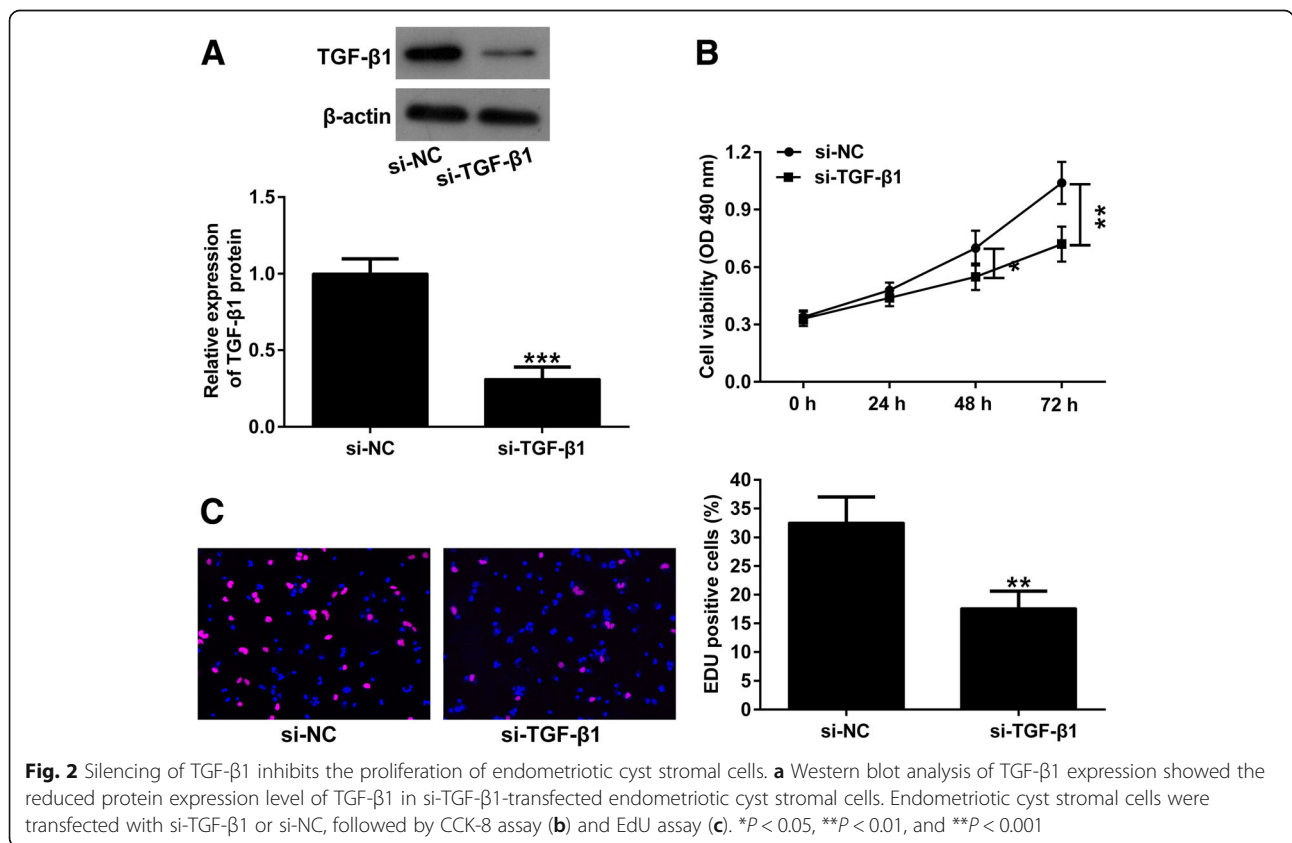 A
TGF-β1
β-actin
si-NC
si-TGF-β1
Relative expression
of TGF-β1 protein
1.5
1.0
0.5
0.0
***
si-NC
si-TGF-β1
B
si-NC
si-TGF-β1
Cell viability (OD 490 nm)
1.2
0.9
0.6
0.3
0.0
*
**
0 h
24 h
48 h
72 h
C
si-NC
si-TGF-β1
EDU positive cells (%)
40
35
30
25
20
15
10
5
0
**
si-NC
si-TGF-β1
Fig. 2 Silencing of TGF-β1 inhibits the proliferation of endometriotic cyst stromal cells. a Western blot analysis of TGF-β1 expression showed the
reduced protein expression level of TGF-β1 in si-TGF-β1-transfected endometriotic cyst stromal cells. Endometriotic cyst stromal cells were
transfected with si-TGF-β1 or si-NC, followed by CCK-8 assay (b) and EdU assay (c). *P < 0.05, **P < 0.01, and **P < 0.001